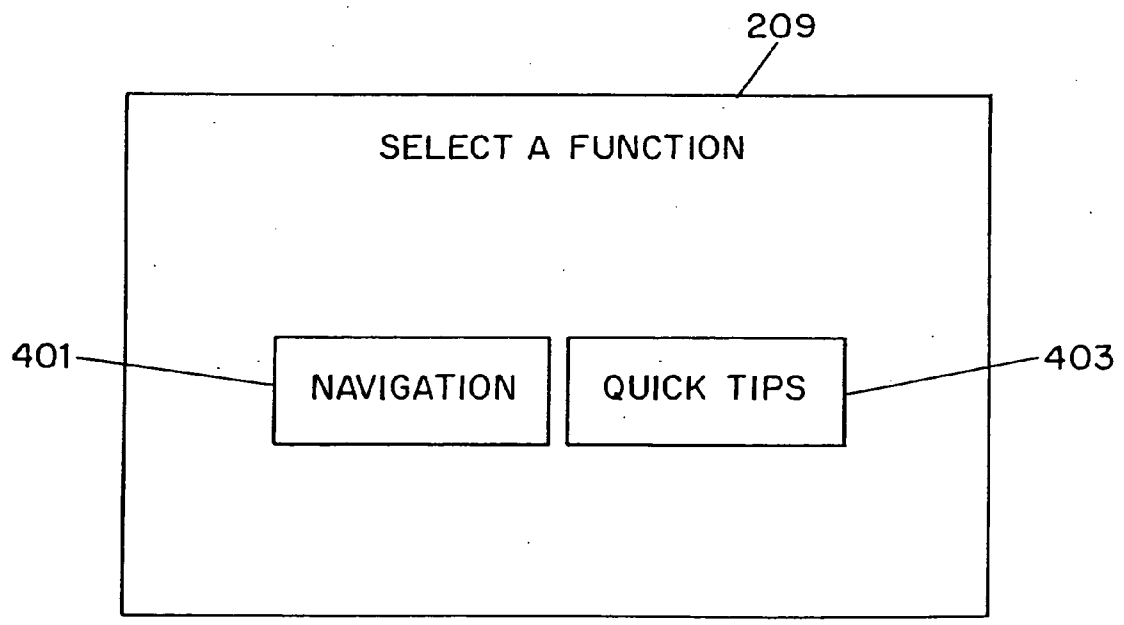 209
SELECT A FUNCTION
401
NAVIGATION
QUICK TIPS
403